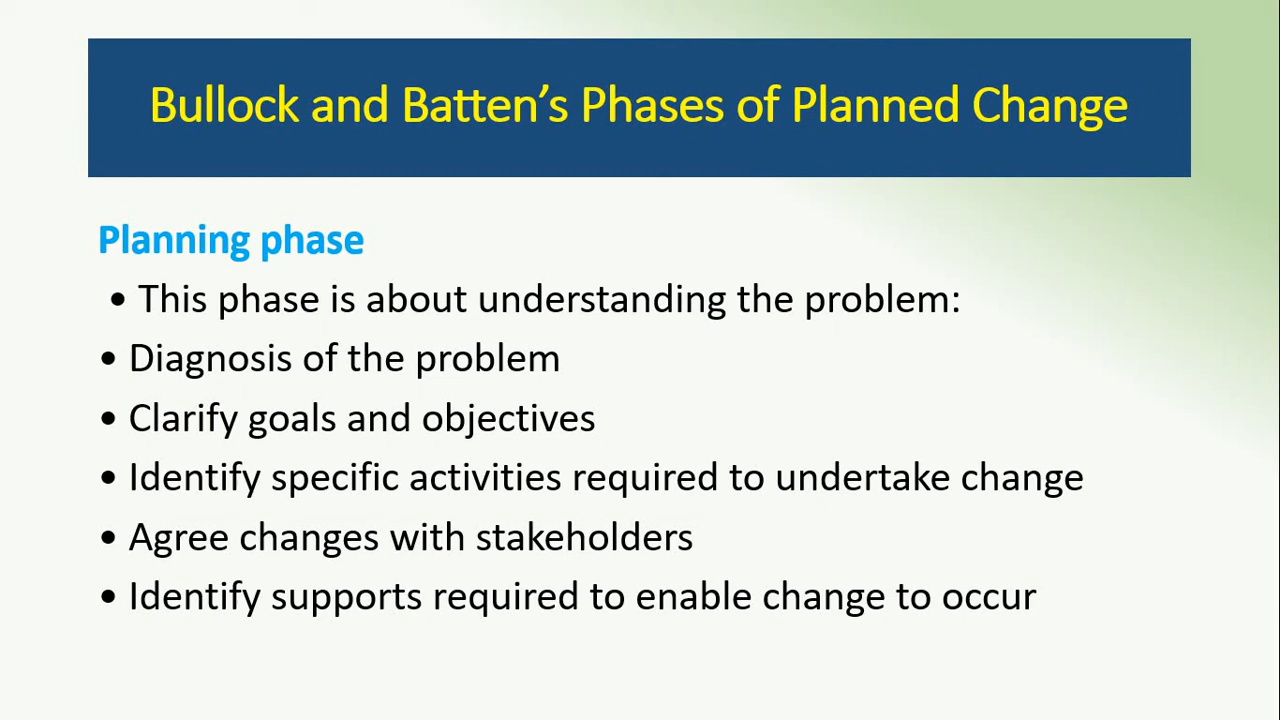 Bullock and Batten’s Phases of Planned Change
Planning phase
• This phase is about understanding the problem:
• Diagnosis of the problem
• Clarify goals and objectives
• Identify specific activities required to undertake change
• Agree changes with stakeholders
• Identify supports required to enable change to occur